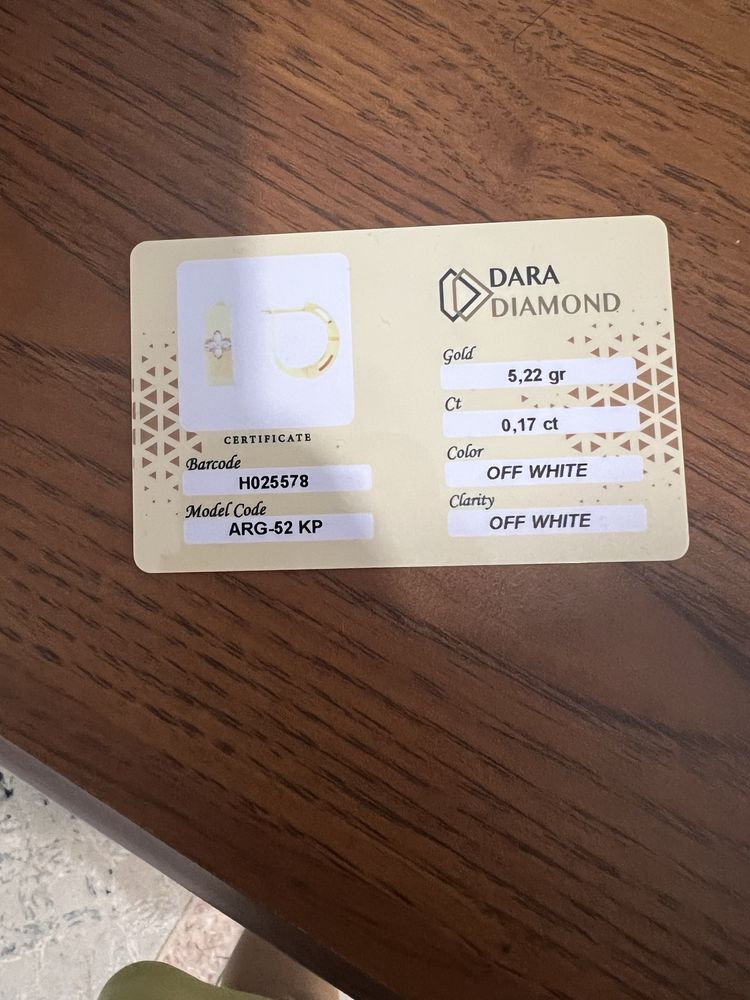 DARA
DIAMOND
CERTIFICATE
Barcode
H025578
Model Code
ARG-52 KP
Gold
5,22 gr
Ct
0,17 ct
Color
OFF WHITE
Clarity
OFF WHITE